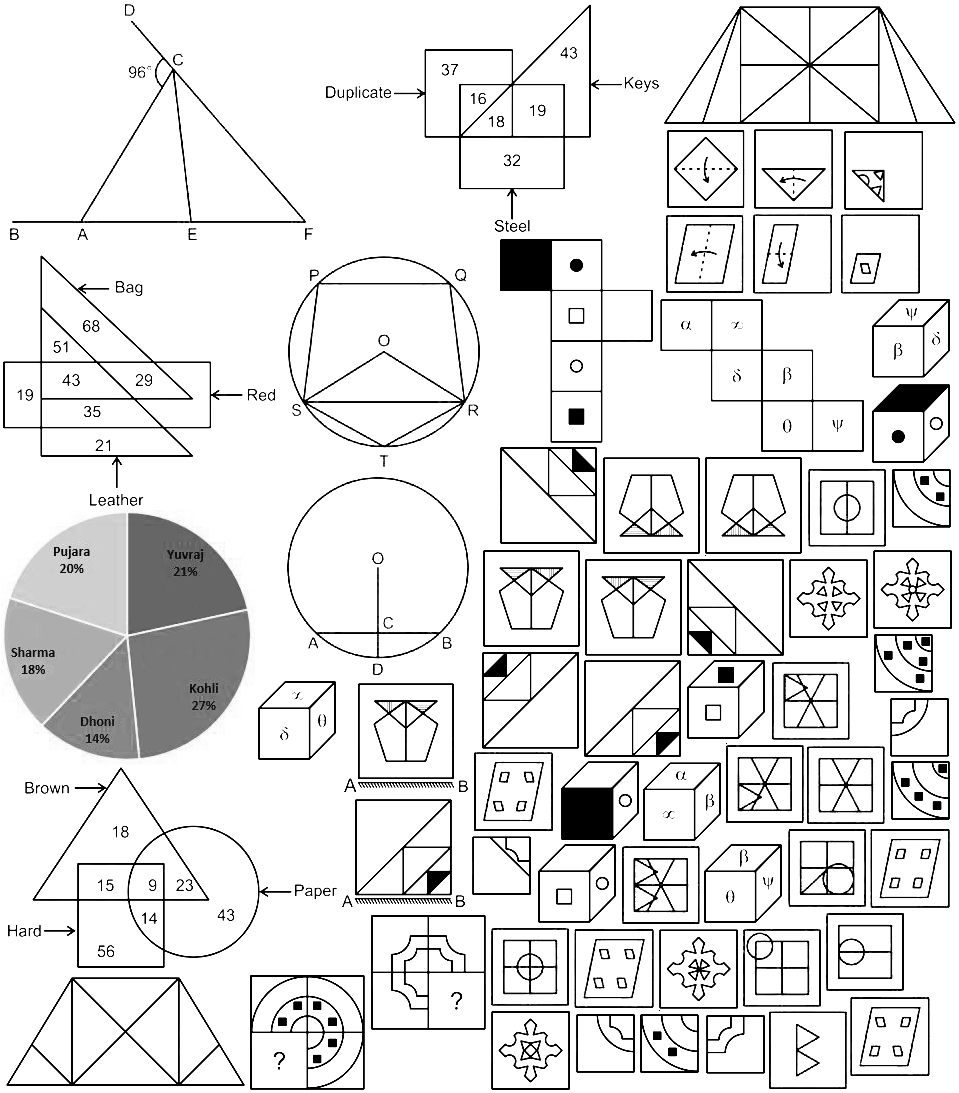 D
C
96°
B
A
E
F
43
37
Duplicate
Keys
16
19
18
32
Steel
Bag
68
51
43
29
19
Red
35
21
Leather
P
Q
O
S
R
T
α
∝
δ
β
θ
ψ
ψ
β
δ
Pujara
20%
Yuvraj
21%
Sharma
18%
Kohli
27%
Dhoni
14%
O
C
A
B
D
∝
δ
θ
A
B
α
∝
β
Brown
18
15
9
23
Paper
14
43
Hard
56
A
B
β
θ
ψ
?
?